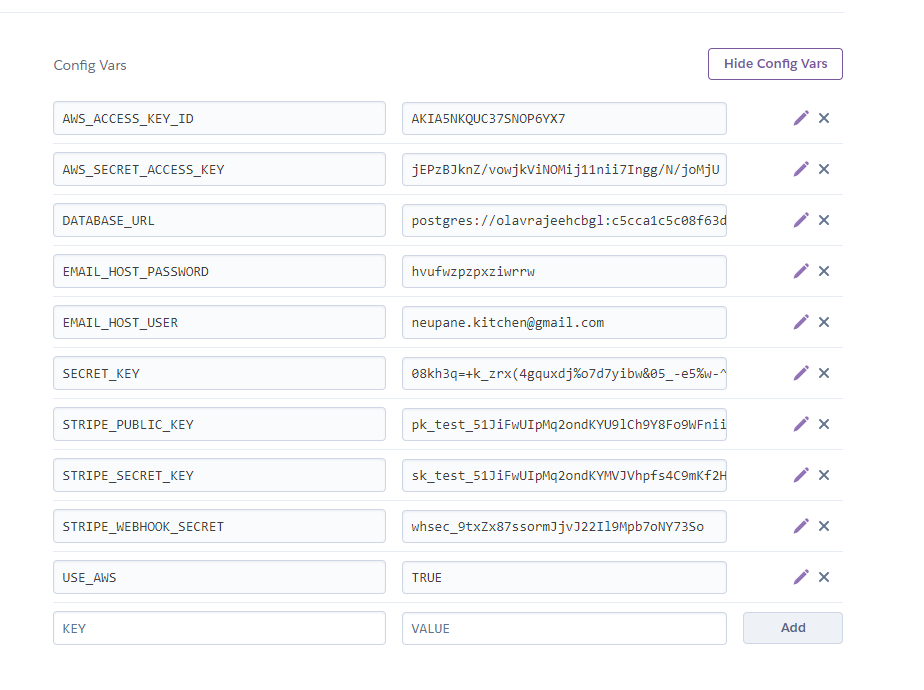 Config Vars
Hide Config Vars
AWS_ACCESS_KEY_ID AKIA5NKQUC37SNOP6YX7
AWS_SECRET_ACCESS_KEY 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
DATABASE_URL postgres://olavrajeehcbgl:c5cca1c5c08f63d
EMAIL_HOST_PASSWORD hvufwzpzpxziwrrw
EMAIL_HOST_USER neupane.kitchen@gmail.com
SECRET_KEY 08kh3q=+k_zrx(4gquxdj%o7d7yibw&05_-e5%w-^
STRIPE_PUBLIC_KEY pk_test_51JiFwUIpMq2ondKYU9lCh9Y8Fo9WFnii
STRIPE_SECRET_KEY sk_test_51JiFwUIpMq2ondKYMVJVhpfs4C9mKf2H
STRIPE_WEBHOOK_SECRET whsec_9txZx87ssormJjvJ22Il9Mpb7oNY73So
USE_AWS TRUE
KEY VALUE Add